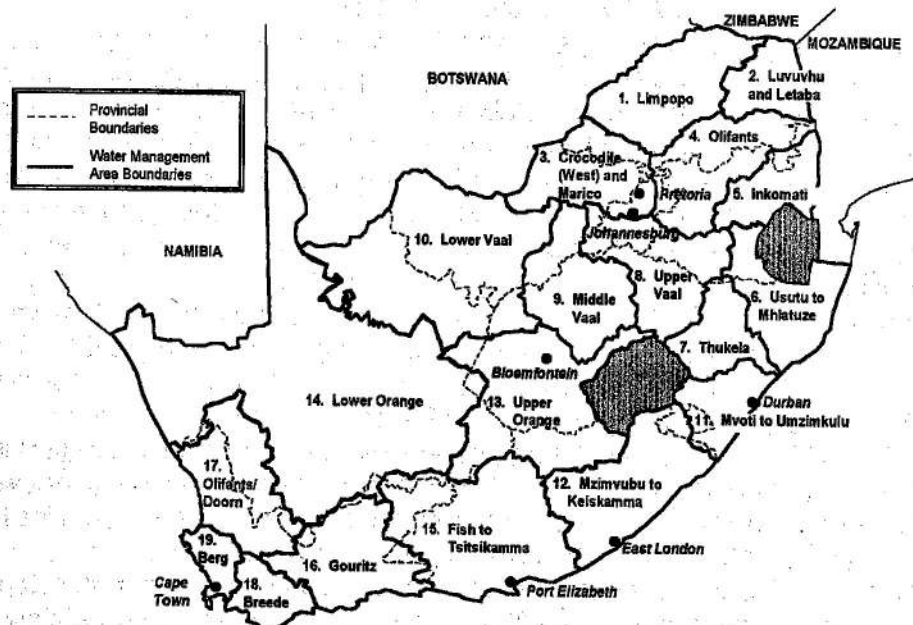 ZIMBABWE
MOZAMBIQUE
BOTSWANA
NAMIBIA
Provincial
Boundaries
Water Management
Area Boundaries
1. Limpopo
2. Luvuvhu
and Letaba
3. Crocodile
(West) and
Marico
4. Olifants
Pretoria
5. Inkomati
Johannesburg
10. Lower Vaal
8. Upper
Vaal
9. Middle
Vaal
6. Usutu to
Mhlatuze
7. Thukela
Bloemfontein
Durban
14. Lower Orange
13. Upper
Orange
11. Mvoti to Umzimkulu
17.
Olifants/
Doorn
12. Mzimvubu to
Keiskamma
15. Fish to
Tsitsikamma
19.
Berg
16. Gouritz
East London
Cape
Town
18.
Breede
Port Elizabeth